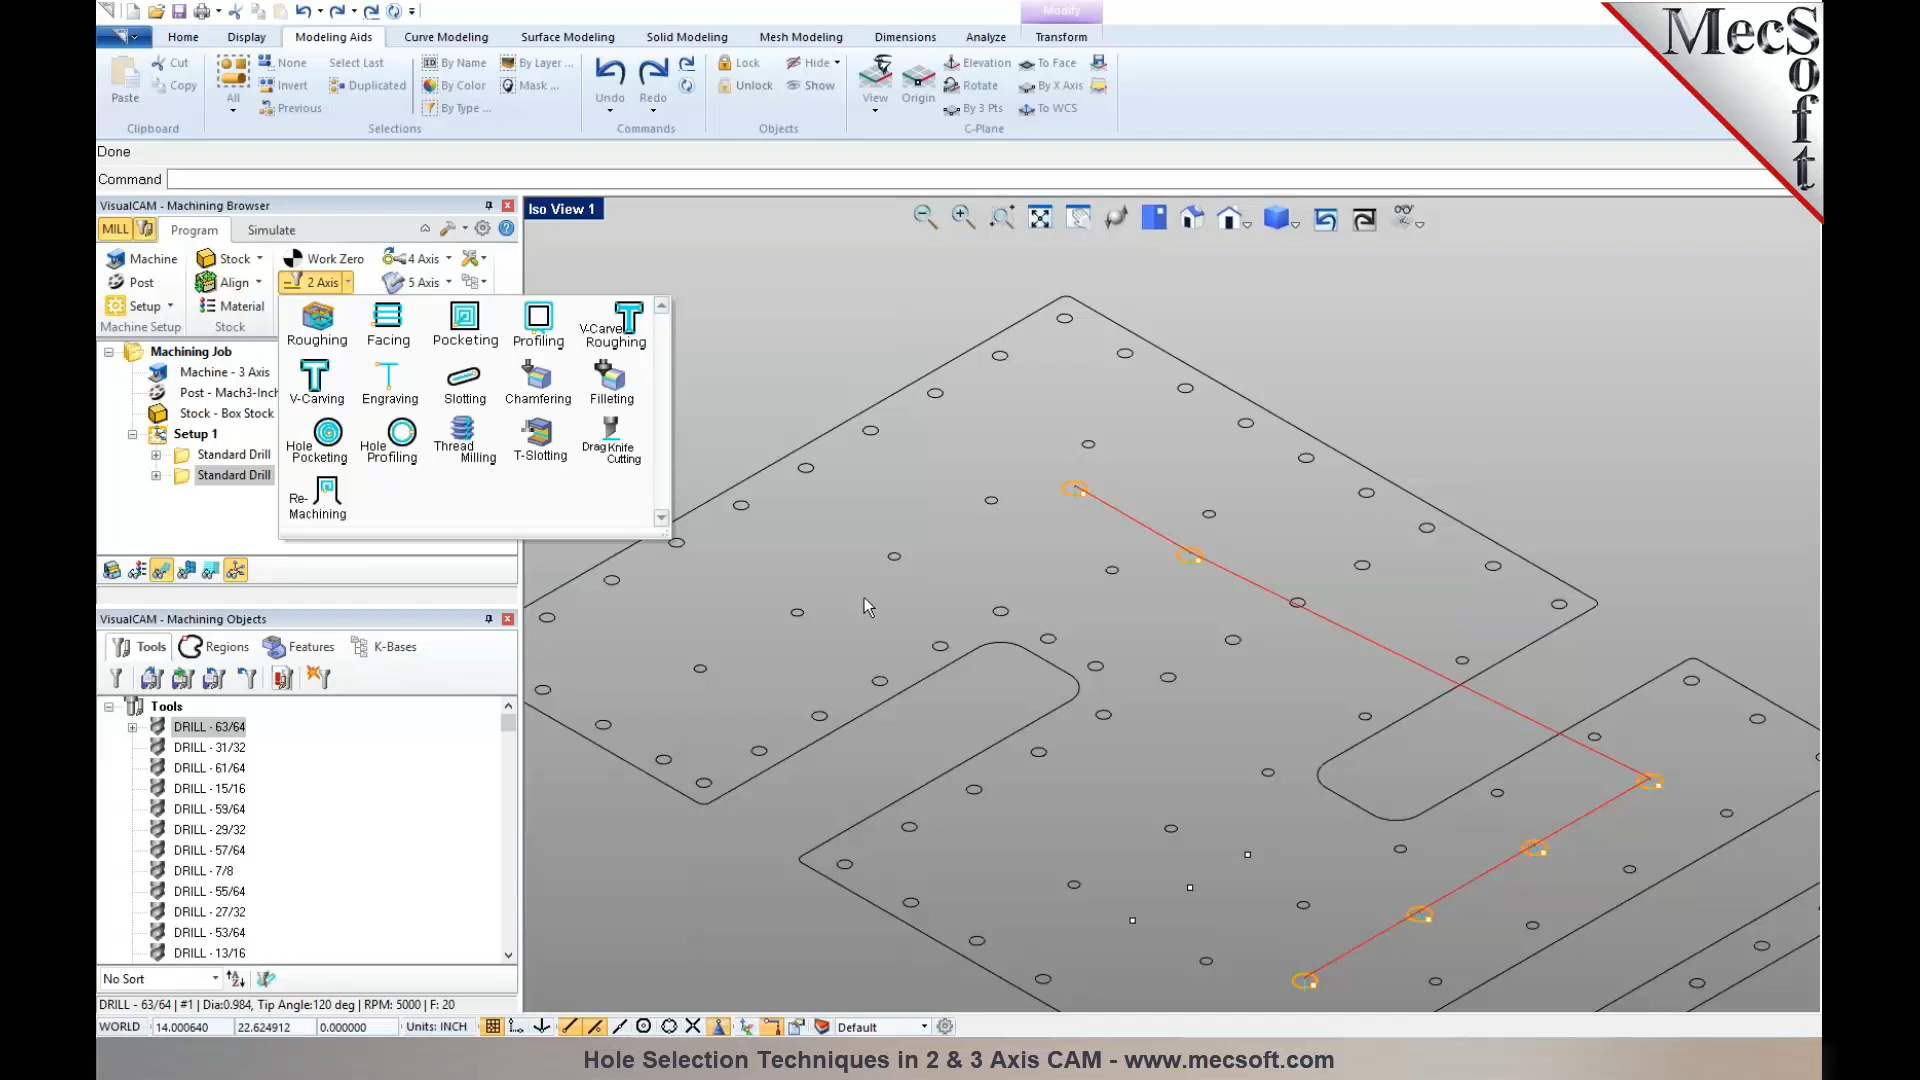 Modify
Home Display Modeling Aids Curve Modeling Surface Modeling Solid Modeling Mesh Modeling Dimensions Analyze Transform
Paste Cut Copy
Clipboard
All None Invert Previous Select Last Duplicated By Name By Color By Type ... By Layer ... Mask ...
Selections
Undo Redo
Commands
Lock Unlock Hide Show
Objects
View Origin Elevation Rotate By 3 Pts To Face By X Axis To WCS
C-Plane
MecSoft
Done
Command
VisualCAM - Machining Browser
MILL Program Simulate
Machine Stock Work Zero 4 Axis
Post Align 2 Axis 5 Axis
Setup Material
Machine Setup Stock
Roughing Facing Pocketing Profiling V-Carve Roughing
V-Carving Engraving Slotting Chamfering Filleting
Hole Pocketing Hole Profiling Thread Milling T-Slotting Drag Knife Cutting
Re-Machining
Machining Job
Machine - 3 Axis
Post - Mach3-Inch
Stock - Box Stock
Setup 1
Standard Drill
Standard Drill
Iso View 1
VisualCAM - Machining Objects
Tools Regions Features K-Bases
Tools
DRILL - 63/64
DRILL - 31/32
DRILL - 61/64
DRILL - 15/16
DRILL - 59/64
DRILL - 29/32
DRILL - 57/64
DRILL - 7/8
DRILL - 55/64
DRILL - 27/32
DRILL - 53/64
DRILL - 13/16
No Sort
DRILL - 63/64 | #1 | Dia:0.984, Tip Angle:120 deg | RPM: 5000 | F: 20
WORLD 14.000640 22.624912 0.000000 Units: INCH Default
Hole Selection Techniques in 2 & 3 Axis CAM - www.mecsoft.com